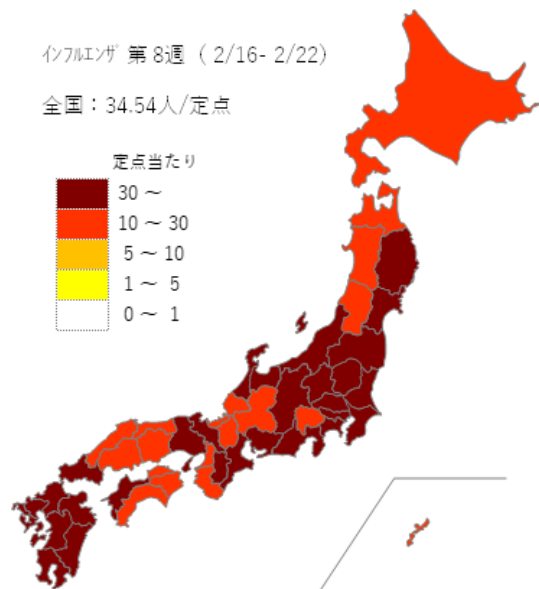 ｲﾝﾌﾙｴﾝｻﾞ 第8週 ( 2/16- 2/22)
全国：34.54人/定点
定点当たり
30 ～
10 ～ 30
5 ～ 10
1 ～ 5
0 ～ 1